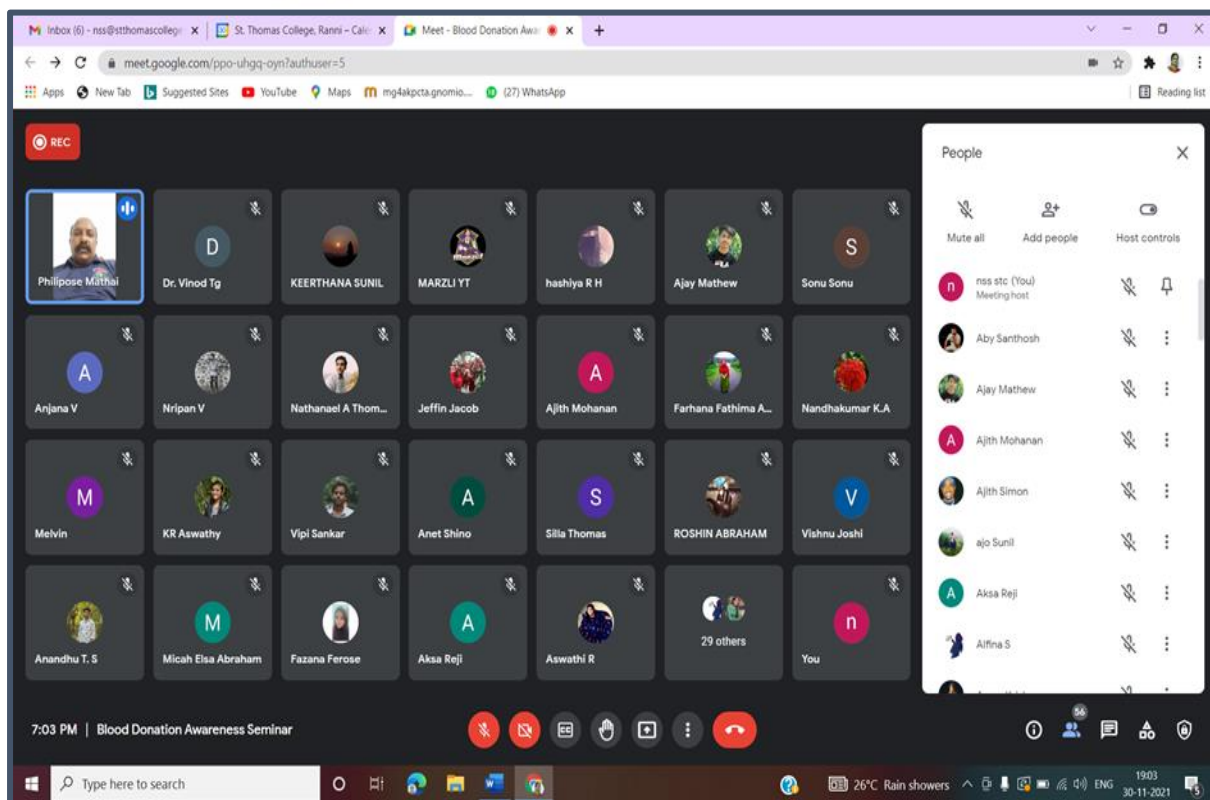 Inbox (6) - nss@stthomascolleg
St. Thomas College, Ranni – Cale
Meet - Blood Donation Awar
meet.google.com/ppo-uhgq-oyn?authuser=5
Apps New Tab Suggested Sites YouTube Maps mg4akpcta.gnomio.... (27) WhatsApp Reading list
REC
Philipose Mathai
D
Dr. Vinod Tg
KEERTHANA SUNIL
MARZLI YT
hashiya R H
Ajay Mathew
S
Sonu Sonu
A
Anjana V
Nripan V
Nathanael A Thom...
Jeffin Jacob
A
Ajith Mohanan
Farhana Fathima A...
Nandhakumar K.A
M
Melvin
KR Aswathy
Vipi Sankar
A
Anet Shino
S
Silla Thomas
ROSHIN ABRAHAM
V
Vishnu Joshi
Anandhu T. S
M
Micah Elsa Abraham
Fazana Ferose
A
Aksa Reji
Aswathi R
29 others
n
You
People
Mute all Add people Host controls
n
nss stc (You)
Meeting host
Aby Santhosh
Ajay Mathew
A
Ajith Mohanan
Ajith Simon
ajo Sunil
A
Aksa Reji
Alfina S
7:03 PM | Blood Donation Awareness Seminar
56
Type here to search
26°C Rain showers
ENG
19:03
30-11-2021
5